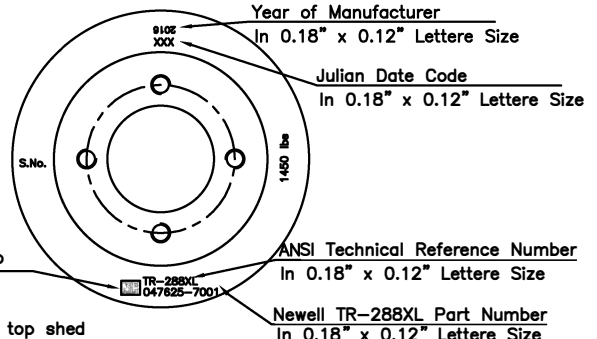 Year of Manufacturer
In 0.18" x 0.12" Lettere Size
2016
XXX
Julian Date Code
In 0.18" x 0.12" Lettere Size
S.No.
1450 lbs
ANSI Technical Reference Number
In 0.18" x 0.12" Lettere Size
TR-288XL
047625-7001
Newell TR-288XL Part Number
In 0.18" x 0.12" Lettere Size
top shed